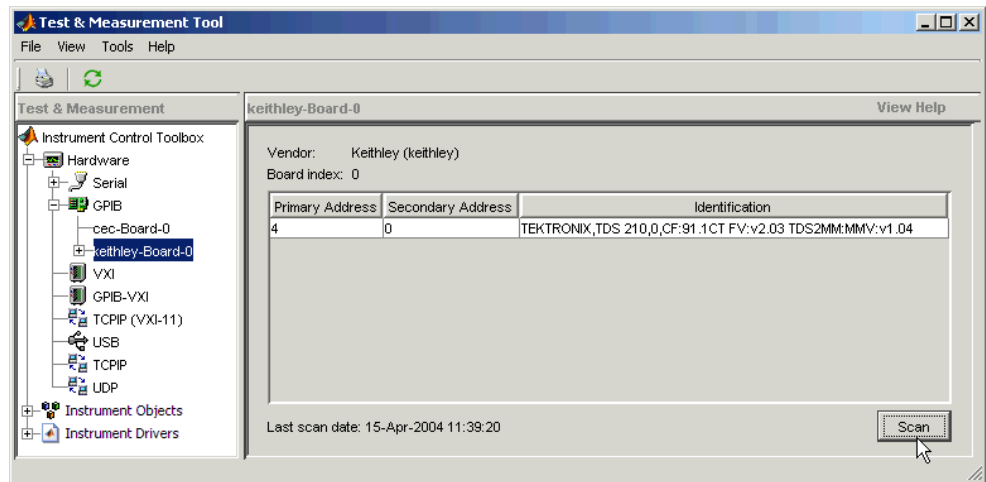 Test & Measurement Tool
File View Tools Help
Test & Measurement
keithley-Board-0
View Help
Instrument Control Toolbox
Hardware
Serial
GPIB
cec-Board-0
keithley-Board-0
VXI
GPIB-VXI
TCPIP (VXI-11)
USB
TCPIP
UDP
Instrument Objects
Instrument Drivers
Vendor: Keithley (keithley)
Board index: 0
Primary Address Secondary Address Identification
4 0 TEKTRONIX,TDS 210,0,CF:91.1CT FV:v2.03 TDS2MM:MMV:v1.04
Last scan date: 15-Apr-2004 11:39:20
Scan